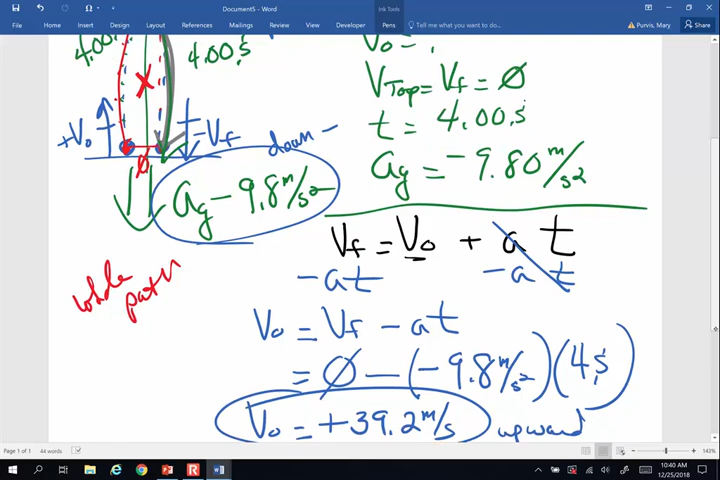 Document5 - Word
Ink Tools
Purvis, Mary
File
Home
Insert
Design
Layout
References
Mailings
Review
View
Developer
Pens
Tell me what you want to do
Share
4.00s
4.00s
+V₀
= Vf
Ø
down −
ag − 9.8 m/s²
whole
path
V₀ = ?
VTop = Vf = Ø
t = 4.00s
ag = −9.80 m/s²
Vf = V₀ + a t
−at −a t
V₀ = Vf − at
= Ø − (−9.8 m/s²)(4s)
V₀ = +39.2 m/s upward
Page 1 of 1 44 words
143%
10:40 AM
12/25/2018